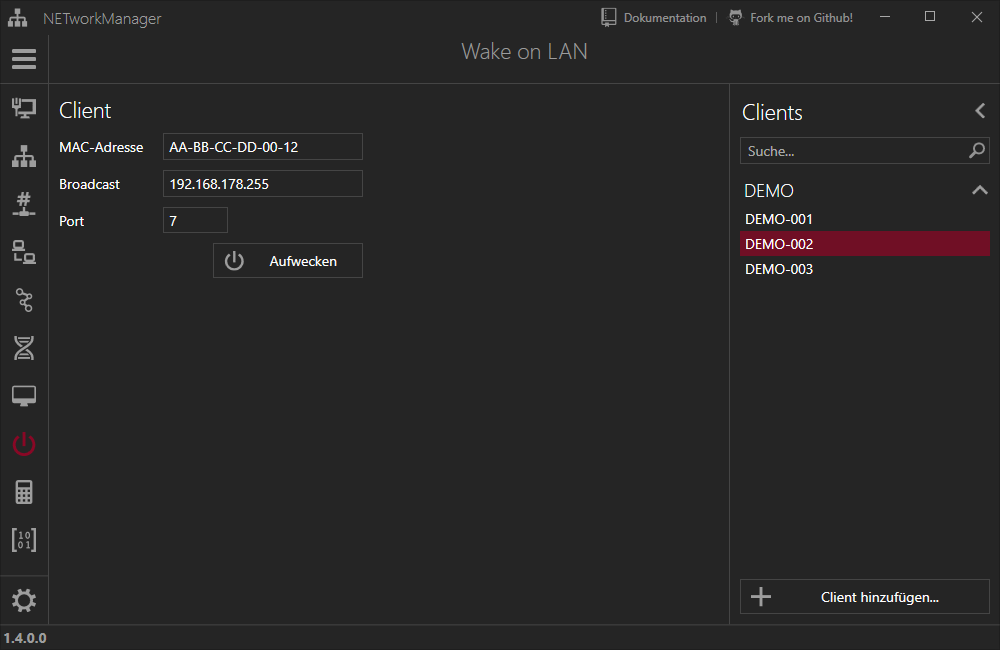 NETworkManager
Dokumentation | Fork me on Github!
Wake on LAN
Client
MAC-Adresse AA-BB-CC-DD-00-12
Broadcast 192.168.178.255
Port 7
Aufwecken
Clients
Suche...
DEMO
DEMO-001
DEMO-002
DEMO-003
Client hinzufügen...
#
10
01
1.4.0.0